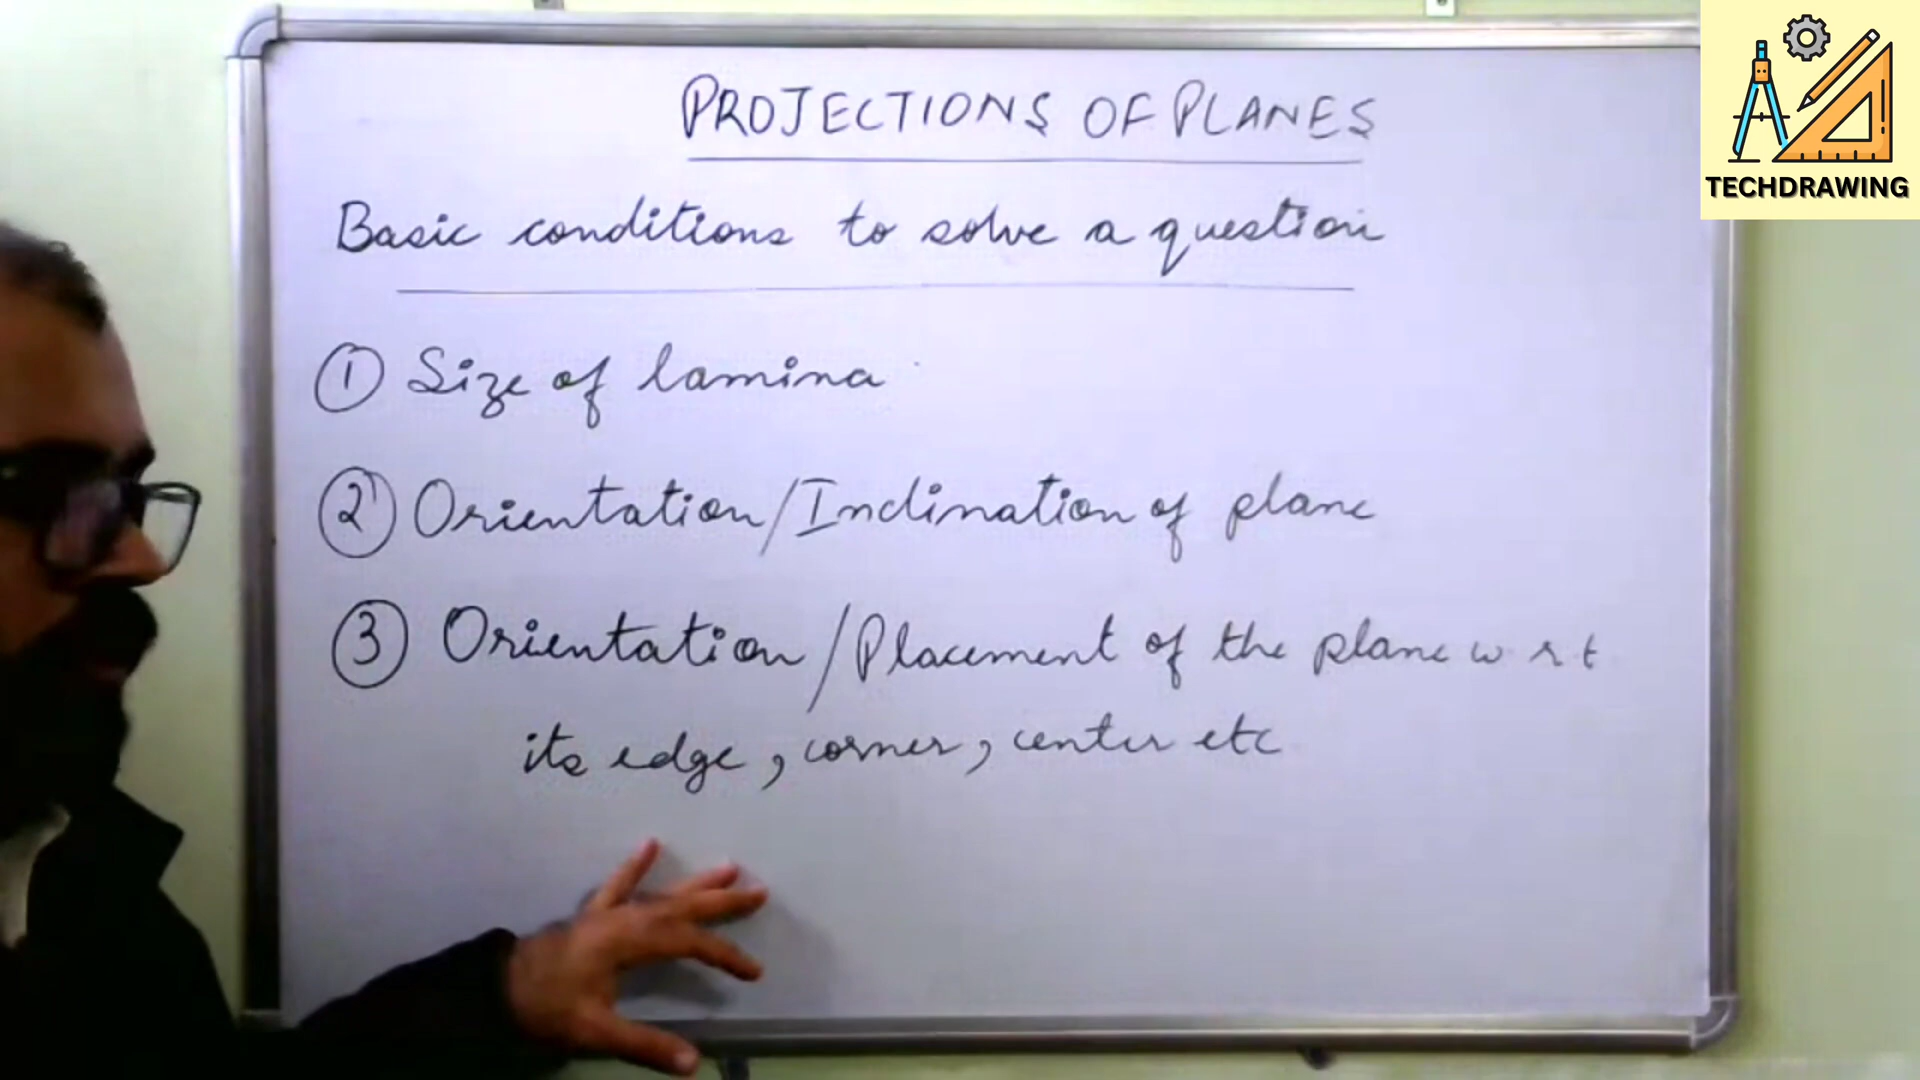 PROJECTIONS OF PLANES
Basic conditions to solve a question
① Size of lamina
② Orientation/Inclination of plane
③ Orientation/Placement of the plane w r t
its edge, corner, center etc
TECHDRAWING